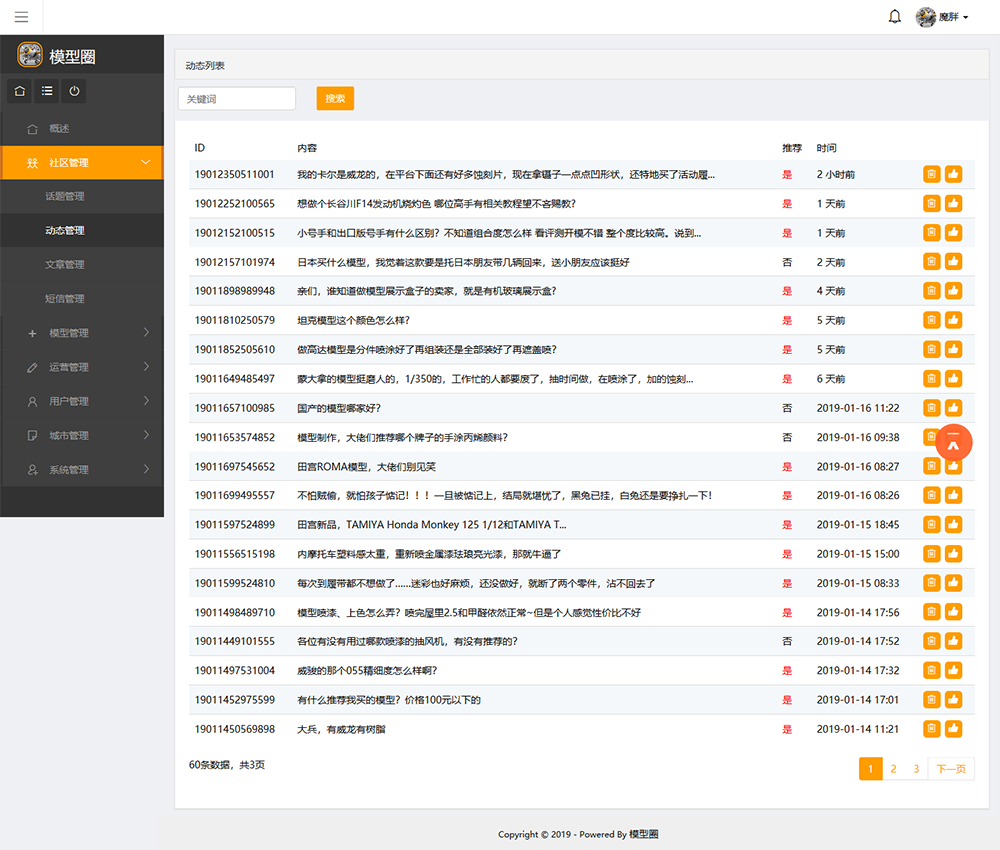 魔胖
模型圈
概述
社区管理
话题管理
动态管理
文章管理
短信管理
模型管理
运营管理
用户管理
城市管理
系统管理
动态列表
关键词 搜索
ID 内容 推荐 时间
19012350511001 我的卡尔是威龙的，在平台下面还有好多蚀刻片，现在拿镊子一点点凹形状，还特地买了活动履... 是 2 小时前
19012252100565 想做个长谷川F14发动机烧灼色 哪位高手有相关教程望不吝赐教? 是 1 天前
19012152100515 小号手和出口版号手有什么区别？不知道组合度怎么样 看评测开模不错 整个度比较高。说到... 是 1 天前
19012157101974 日本买什么模型，我觉着这款要是托日本朋友带几辆回来，送小朋友应该挺好 否 2 天前
19011898989948 亲们，谁知道做模型展示盒子的卖家，就是有机玻璃展示盒? 是 4 天前
19011810250579 坦克模型这个颜色怎么样? 是 5 天前
19011852505610 做高达模型是分件喷涂好了再组装还是全部装好了再遮盖喷? 是 5 天前
19011649485497 蒙大拿的模型挺磨人的，1/350的，工作忙的人都要废了，抽时间做，在喷涂了，加的蚀刻... 是 6 天前
19011657100985 国产的模型哪家好? 否 2019-01-16 11:22
19011653574852 模型制作，大佬们推荐哪个牌子的手涂丙烯颜料? 否 2019-01-16 09:38
19011697545652 田宫ROMA模型，大佬们别见笑 是 2019-01-16 08:27
19011699495557 不怕贼偷，就怕孩子惦记！！！一旦被惦记上，结局就堪忧了，黑兔已挂，白兔还是要挣扎一下! 是 2019-01-16 08:26
19011597524899 田宫新品，TAMIYA Honda Monkey 125 1/12和TAMIYA T... 是 2019-01-15 18:45
19011556515198 内摩托车塑料感太重，重新喷金属漆珐琅亮光漆，那就牛逼了 是 2019-01-15 15:00
19011599524810 每次到履带都不想做了......迷彩也好麻烦，还没做好，就断了两个零件，沾不回去了 是 2019-01-15 08:33
19011498489710 模型喷漆、上色怎么弄？喷完屋里2.5和甲醛依然正常~但是个人感觉性价比不好 是 2019-01-14 17:56
19011449101555 各位有没有用过哪款喷漆的抽风机，有没有推荐的? 否 2019-01-14 17:52
19011497531004 威骏的那个055精细度怎么样啊? 是 2019-01-14 17:32
19011452975599 有什么推荐我买的模型？价格100元以下的 是 2019-01-14 17:01
19011450569898 大兵，有威龙有树脂 是 2019-01-14 11:21
60条数据，共3页 1 2 3 下一页
Copyright © 2019 - Powered By 模型圈